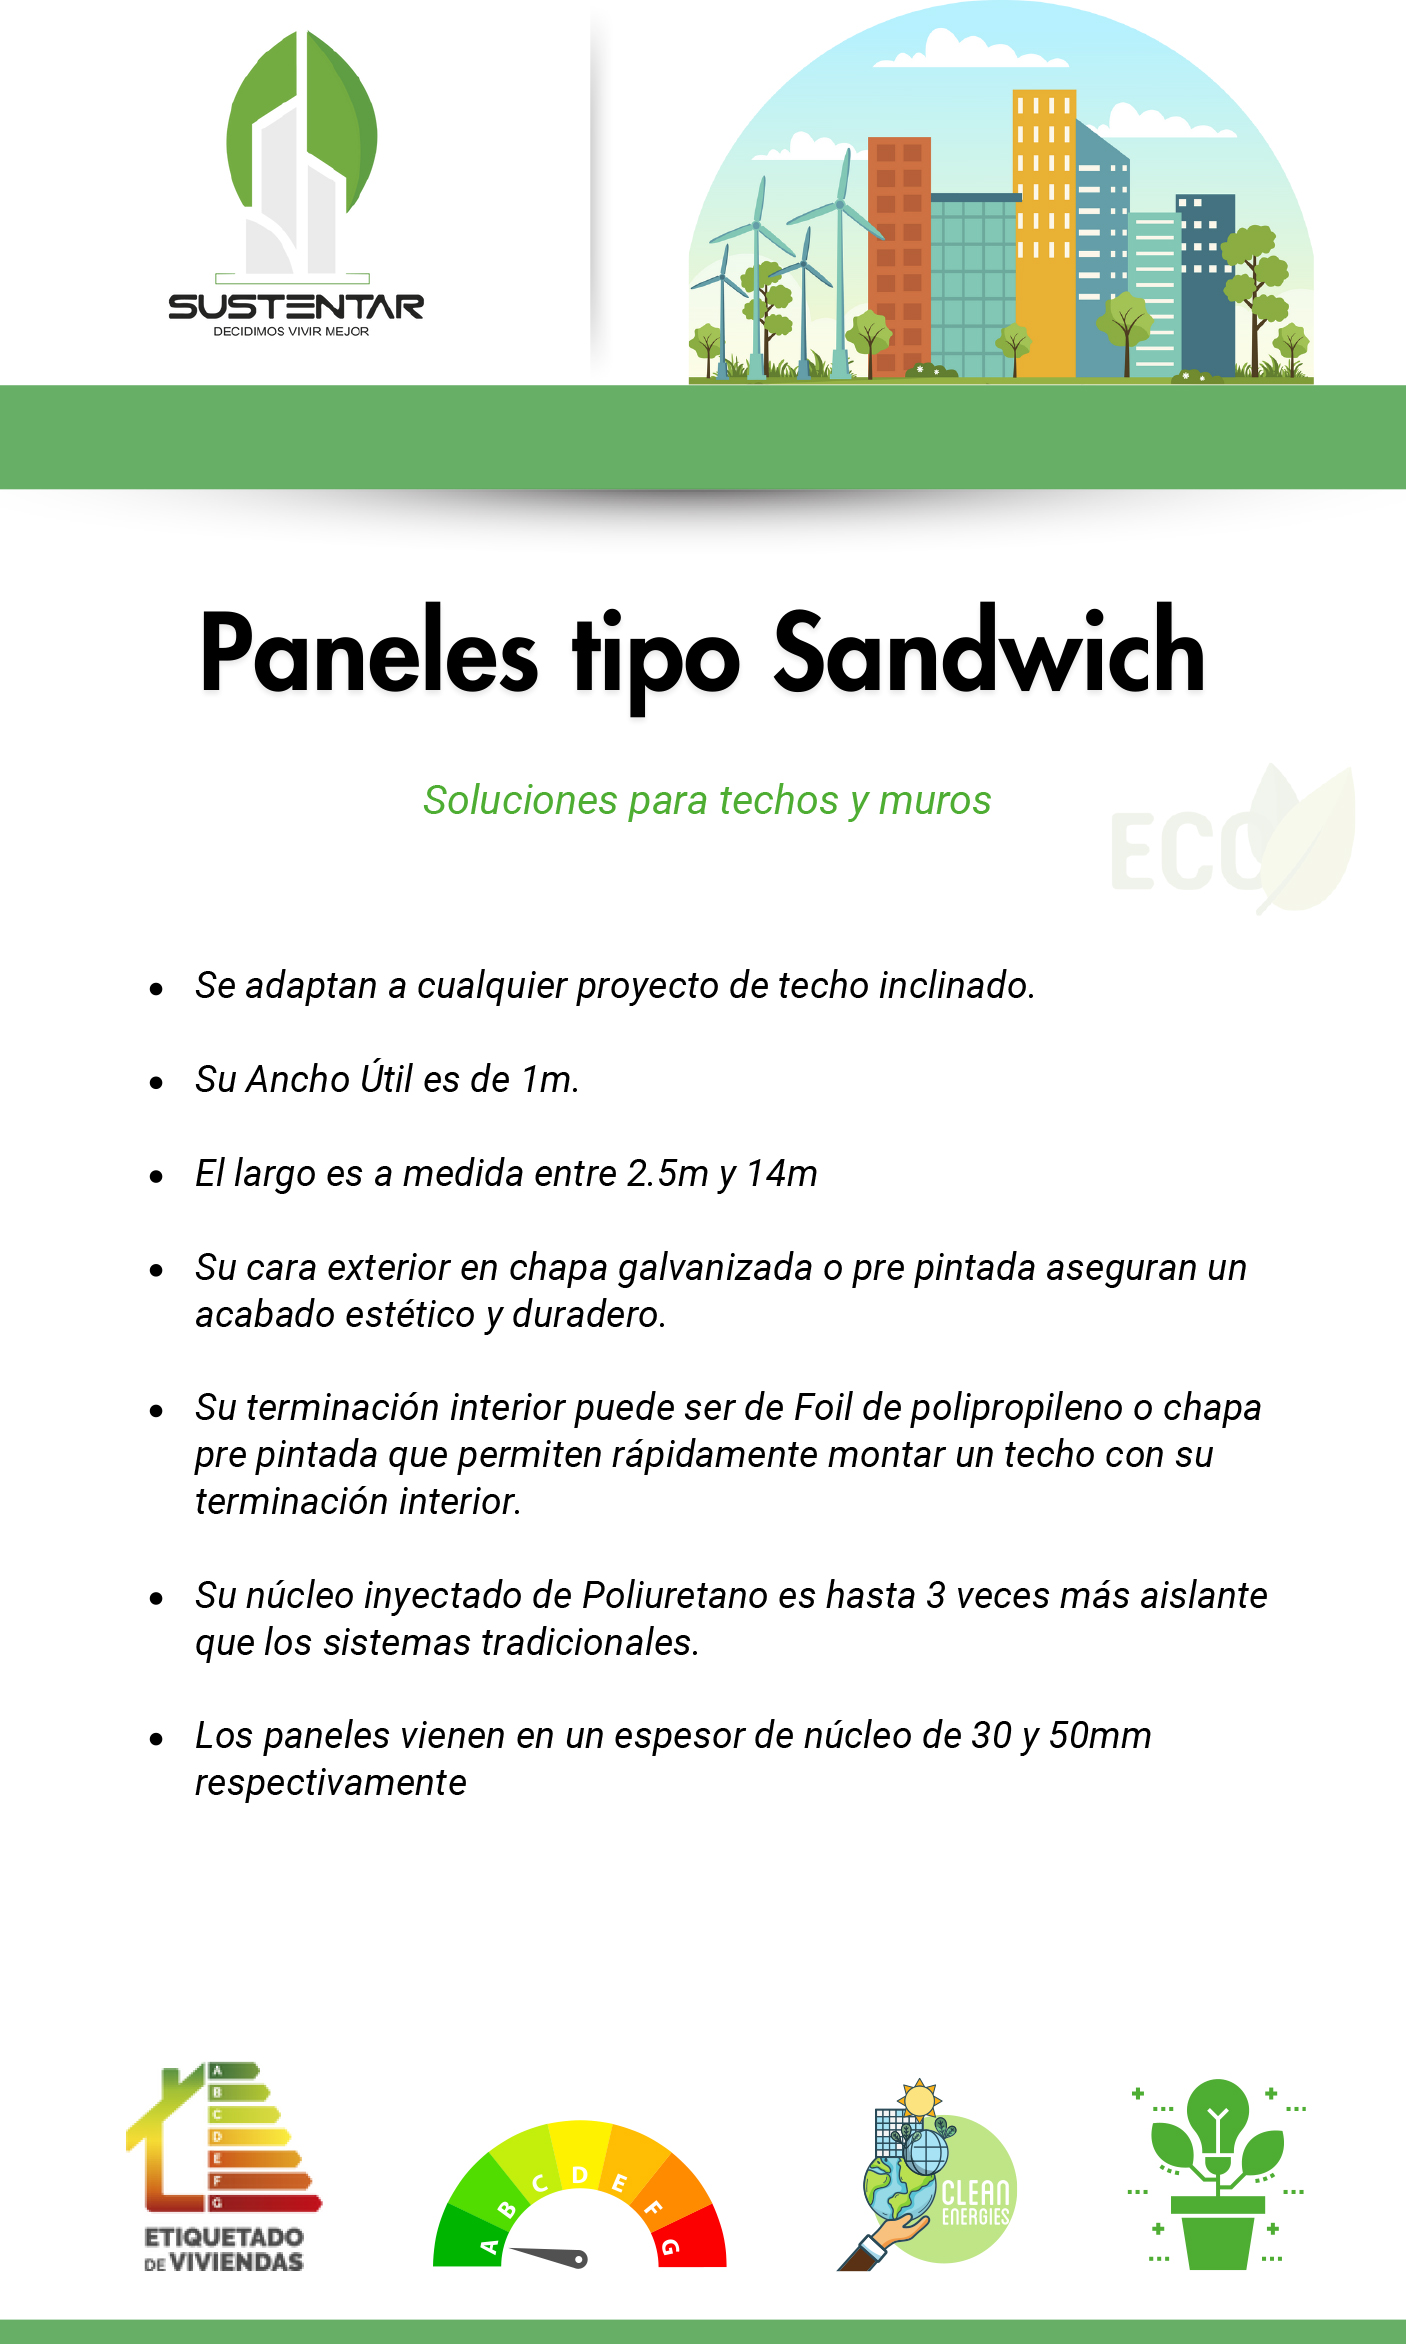 SUSTENTAR
DECIDIMOS VIVIR MEJOR
Paneles tipo Sandwich
Soluciones para techos y muros
ECO
• Se adaptan a cualquier proyecto de techo inclinado.
• Su Ancho Útil es de 1m.
• El largo es a medida entre 2.5m y 14m
• Su cara exterior en chapa galvanizada o pre pintada aseguran un
acabado estético y duradero.
• Su terminación interior puede ser de Foil de polipropileno o chapa
pre pintada que permiten rápidamente montar un techo con su
terminación interior.
• Su núcleo inyectado de Poliuretano es hasta 3 veces más aislante
que los sistemas tradicionales.
• Los paneles vienen en un espesor de núcleo de 30 y 50mm
respectivamente
A
B
C
D
E
F
G
ETIQUETADO
DE VIVIENDAS
A B C D E F G
CLEAN
ENERGIES